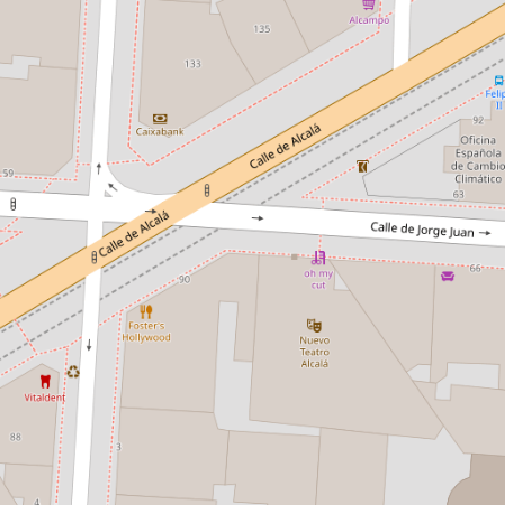 Alcampo
135
133
Felip
II
Caixabank
Calle de Alcalá
92
Oficina
Española
de Cambio
Climático
59
63
Calle de Alcalá
Calle de Jorge Juan
66
oh my
cut
90
Foster's
Hollywood
Nuevo
Teatro
Alcalá
Vitaldent
88
3
4